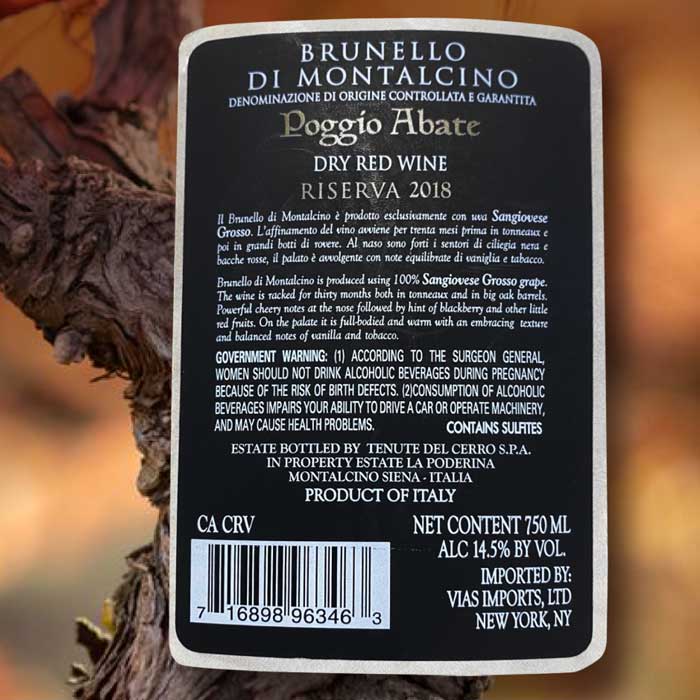 BRUNELLO
DI MONTALCINO
DENOMINAZIONE DI ORIGINE CONTROLLATA E GARANTITA
Poggio Abate
DRY RED WINE
RISERVA 2018
Il Brunello di Montalcino è prodotto esclusivamente con uva Sangiovese
Grosso. L'affinamento del vino avviene per trenta mesi prima in tonneaux e
poi in grandi botti di rovere. Al naso sono forti i sentori di ciliegia nera e
bacche rosse, il palato è avvolgente con note equilibrate di vaniglia e tabacco.
Brunello di Montalcino is produced using 100% Sangiovese Grosso grape.
The wine is racked for thirty months both in tonneaux and in big oak barrels.
Powerful cheery notes at the nose followed by hint of blackberry and other little
red fruits. On the palate it is full-bodied and warm with an embracing texture
and balanced notes of vanilla and tobacco.
GOVERNMENT WARNING: (1) ACCORDING TO THE SURGEON GENERAL,
WOMEN SHOULD NOT DRINK ALCOHOLIC BEVERAGES DURING PREGNANCY
BECAUSE OF THE RISK OF BIRTH DEFECTS. (2)CONSUMPTION OF ALCOHOLIC
BEVERAGES IMPAIRS YOUR ABILITY TO DRIVE A CAR OR OPERATE MACHINERY,
AND MAY CAUSE HEALTH PROBLEMS. CONTAINS SULFITES
ESTATE BOTTLED BY TENUTE DEL CERRO S.P.A.
IN PROPERTY ESTATE LA PODERINA
MONTALCINO SIENA - ITALIA
PRODUCT OF ITALY
CA CRV NET CONTENT 750 ML
ALC 14.5% BY VOL.
IMPORTED BY:
VIAS IMPORTS, LTD
NEW YORK, NY
7 16898 96346 3